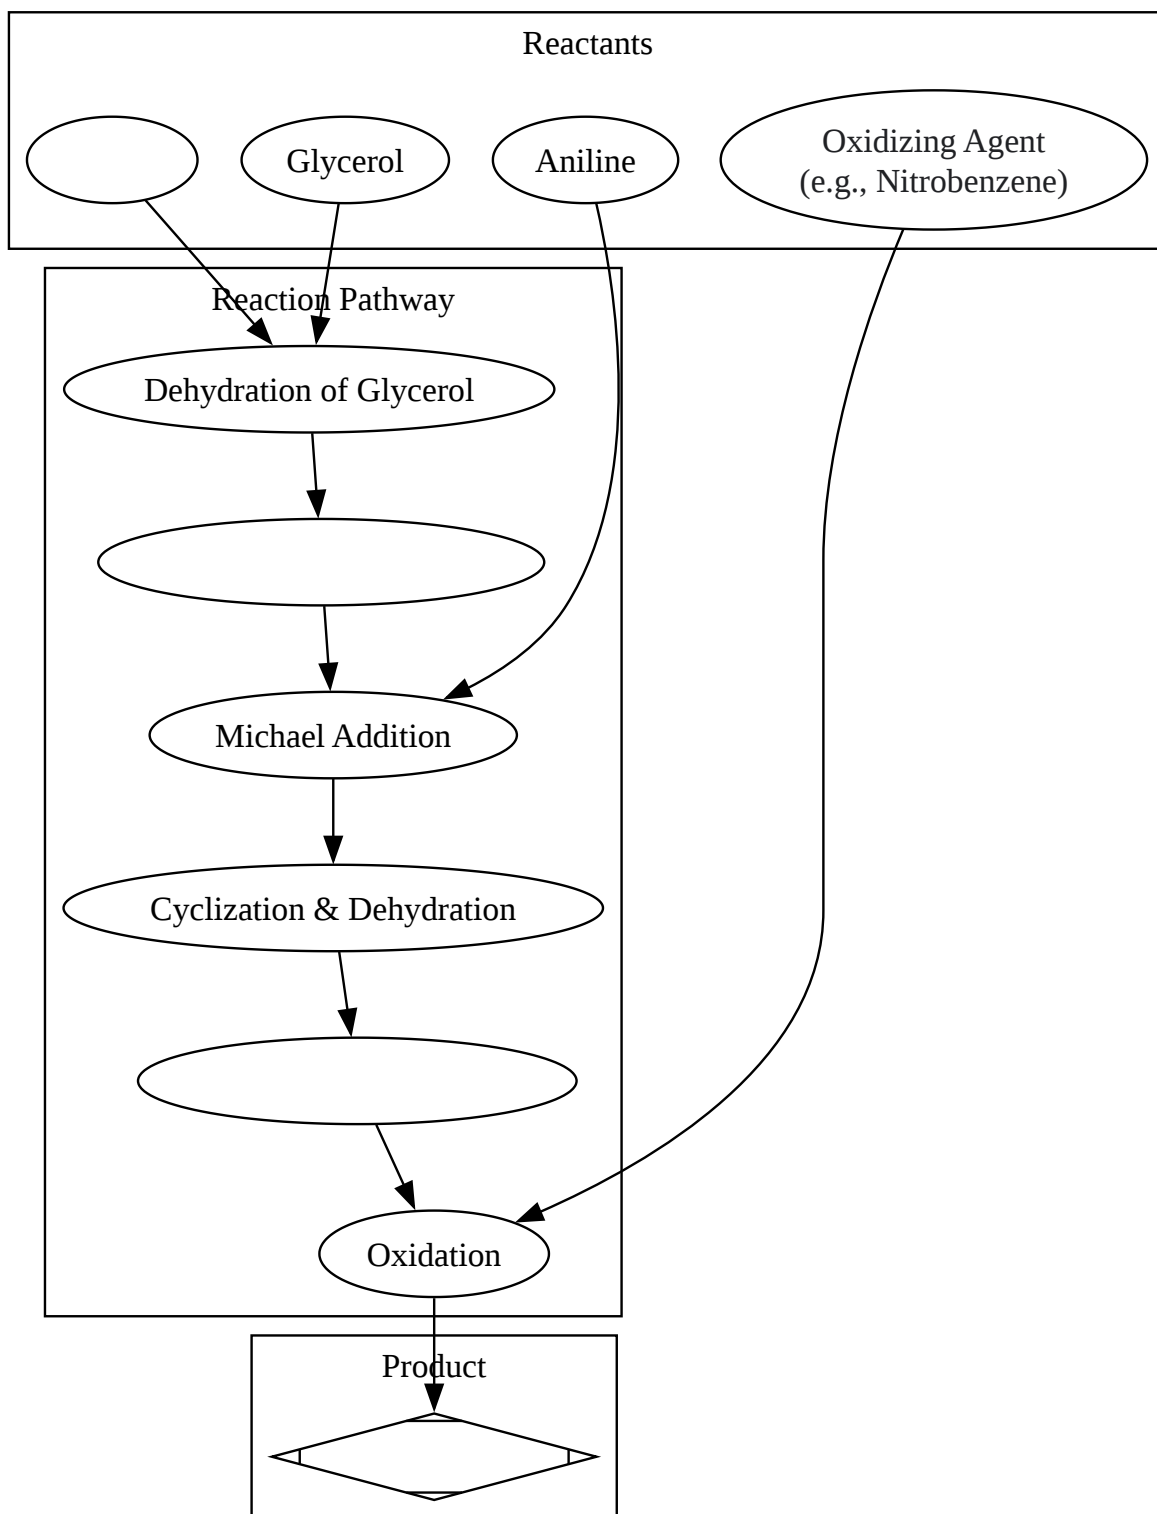 Reactants
Glycerol
Aniline
Oxidizing Agent
(e.g., Nitrobenzene)
Reaction Pathway
Dehydration of Glycerol
Michael Addition
Cyclization & Dehydration
Oxidation
Product